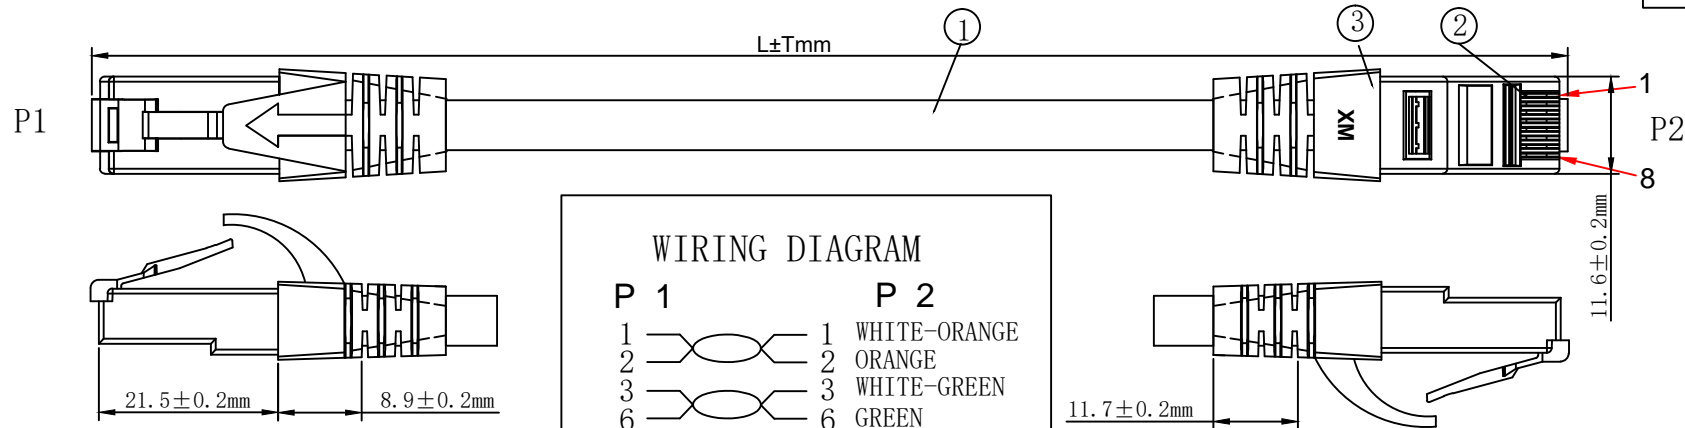 L±Tmm
1
3
2
P1
XM
1
P2
8
11.6±0.2mm
WIRING DIAGRAM
P 1 P 2
1 1 WHITE-ORANGE
2 2 ORANGE
3 3 WHITE-GREEN
6 6 GREEN
21.5±0.2mm
8.9±0.2mm
11.7±0.2mm